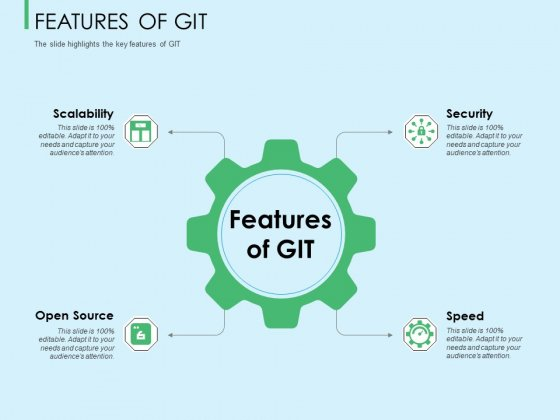 FEATURES OF GIT
The slide highlights the key features of GIT
Scalability
This slide is 100%
editable. Adapt it to your
needs and capture your
audience's attention.
Security
This slide is 100%
editable. Adapt it to your
needs and capture your
audience's attention.
Features
of GIT
Open Source
This slide is 100%
editable. Adapt it to your
needs and capture your
audience's attention.
Speed
This slide is 100%
editable. Adapt it to your
needs and capture your
audience's attention.